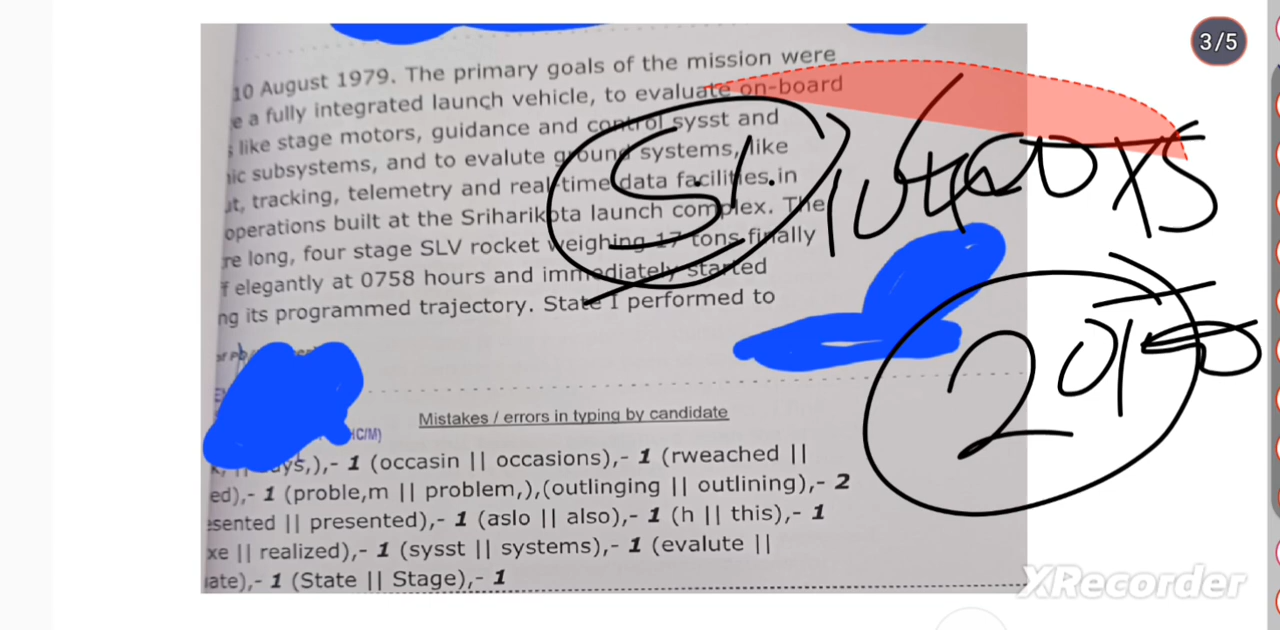 3/5
10 August 1979. The primary goals of the mission were
e a fully integrated launch vehicle, to evaluate on-board
like stage motors, guidance and control sysst and
ic subsystems, and to evalute ground systems, like
ut, tracking, telemetry and real-time data facilities.in
operations built at the Sriharikota launch complex. The
re long, four stage SLV rocket weighing 17 tons finally
f elegantly at 0758 hours and immediately started
ng its programmed trajectory. State I performed to
Mistakes / errors in typing by candidate
(C/M)
ys,),- 1 (occasin || occasions),- 1 (rweached ||
ed),- 1 (proble,m || problem,),(outlinging || outlining),- 2
esented || presented),- 1 (aslo || also),- 1 (h || this),- 1
xe || realized),- 1 (sysst || systems),- 1 (evalute ||
ate),- 1 (State || Stage),- 1
51
XRecorder